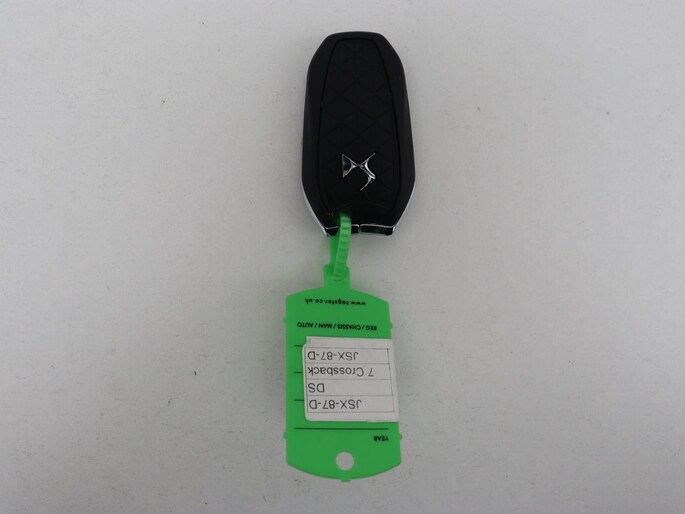 YEAR
JSX-87-D
DS
7 Crossback
JSX-87-D
REG / CHASSIS / MAN / AUTO
www.tagster.co.uk